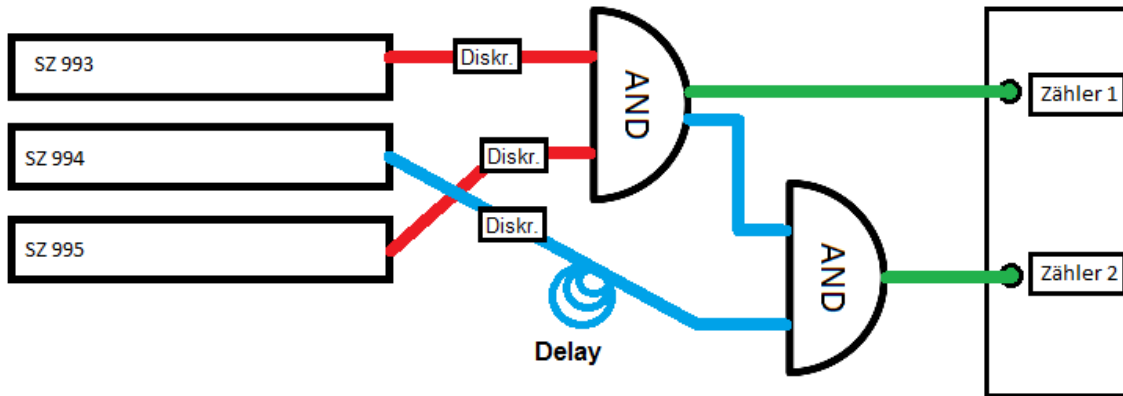 SZ 993
Diskr.
AND
Zähler 1
SZ 994
Diskr.
Diskr.
SZ 995
AND
Zähler 2
Delay